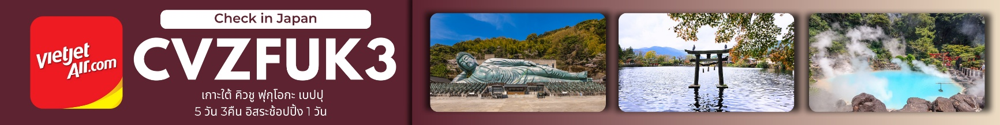 vietjet
Air.com
Check in Japan
CVZFUK3
เกาะใต้ คิวชู ฟุกุโอกะ เบปปุ
5 วัน 3คืน อิสระช้อปปิ้ง 1 วัน